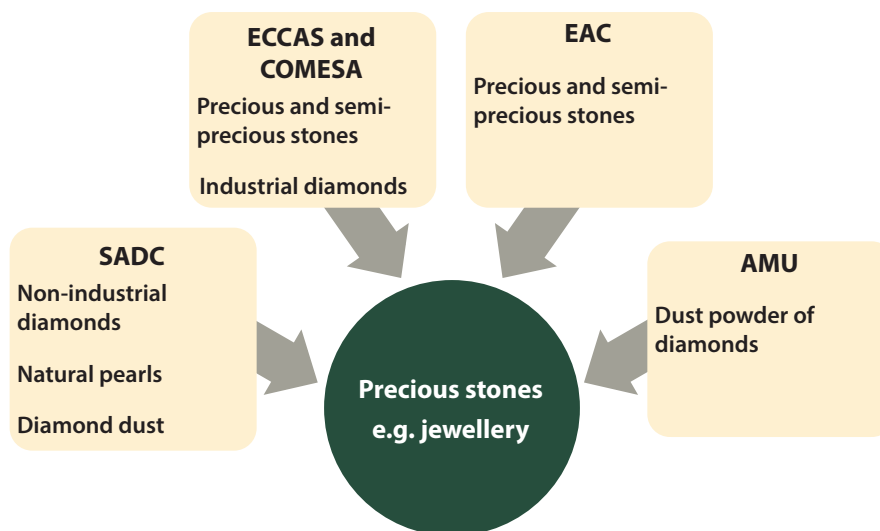 ECCAS and
COMESA
Precious and semi-
precious stones
Industrial diamonds
EAC
Precious and semi-
precious stones
SADC
Non-industrial
diamonds
Natural pearls
Diamond dust
AMU
Dust powder of
diamonds
Precious stones
e.g. jewellery